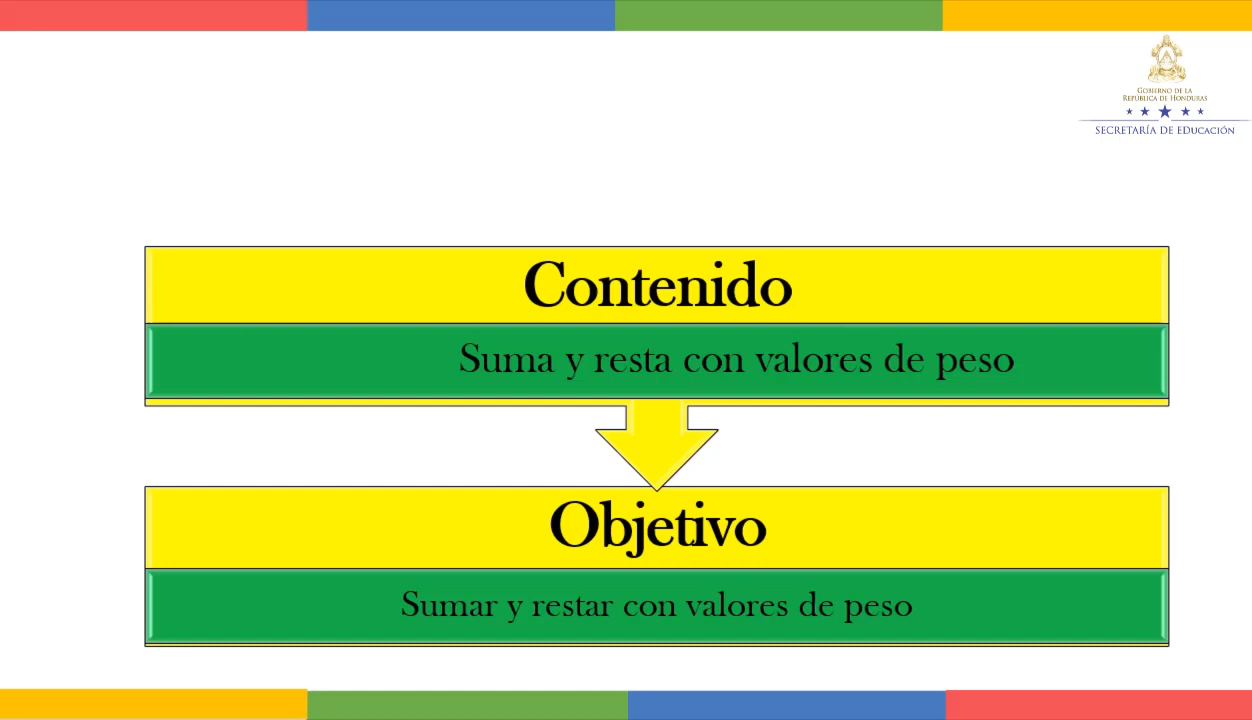 GOBIERNO DE LA
REPÚBLICA DE HONDURAS
SECRETARÍA DE EDUCACIÓN
Contenido
Suma y resta con valores de peso
Objetivo
Sumar y restar con valores de peso